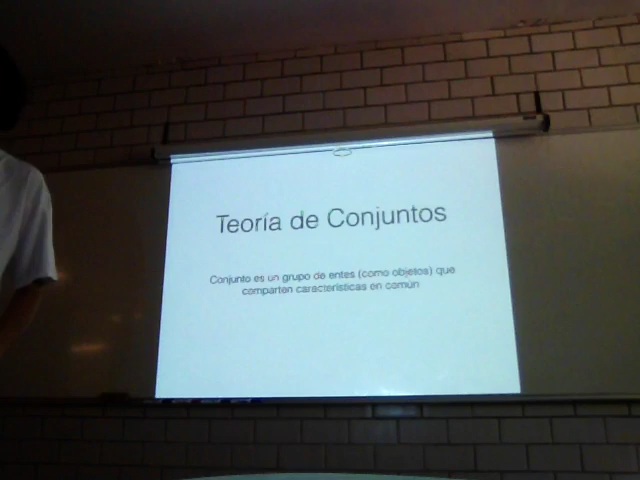 Teoría de Conjuntos
Conjunto es un grupo de entes (como objetos) que
comparten características en común